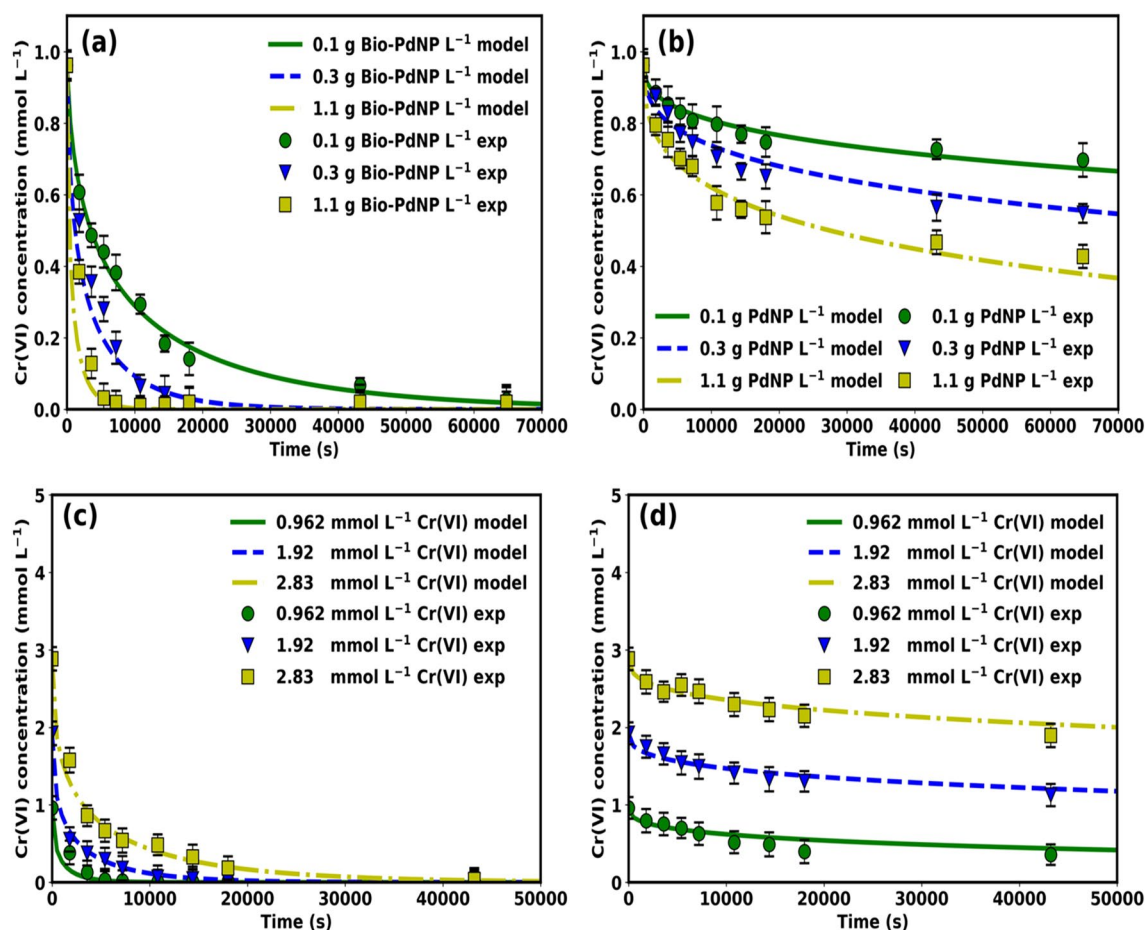 (a)
0.1 g Bio-PdNP L⁻¹ model
0.3 g Bio-PdNP L⁻¹ model
1.1 g Bio-PdNP L⁻¹ model
0.1 g Bio-PdNP L⁻¹ exp
0.3 g Bio-PdNP L⁻¹ exp
1.1 g Bio-PdNP L⁻¹ exp
Cr(VI) concentration (mmol L⁻¹)
1.0
0.8
0.6
0.4
0.2
0.0
0 10000 20000 30000 40000 50000 60000 70000
Time (s)
(b)
0.1 g PdNP L⁻¹ model 0.1 g PdNP L⁻¹ exp
0.3 g PdNP L⁻¹ model 0.3 g PdNP L⁻¹ exp
1.1 g PdNP L⁻¹ model 1.1 g PdNP L⁻¹ exp
Cr(VI) concentration (mmol L⁻¹)
1.0
0.8
0.6
0.4
0.2
0.0
0 10000 20000 30000 40000 50000 60000 70000
Time (s)
(c)
0.962 mmol L⁻¹ Cr(VI) model
1.92 mmol L⁻¹ Cr(VI) model
2.83 mmol L⁻¹ Cr(VI) model
0.962 mmol L⁻¹ Cr(VI) exp
1.92 mmol L⁻¹ Cr(VI) exp
2.83 mmol L⁻¹ Cr(VI) exp
Cr(VI) concentration (mmol L⁻¹)
5
4
3
2
1
0
0 10000 20000 30000 40000 50000
Time (s)
(d)
0.962 mmol L⁻¹ Cr(VI) model
1.92 mmol L⁻¹ Cr(VI) model
2.83 mmol L⁻¹ Cr(VI) model
0.962 mmol L⁻¹ Cr(VI) exp
1.92 mmol L⁻¹ Cr(VI) exp
2.83 mmol L⁻¹ Cr(VI) exp
Cr(VI) concentration (mmol L⁻¹)
5
4
3
2
1
0
0 10000 20000 30000 40000 50000
Time (s)